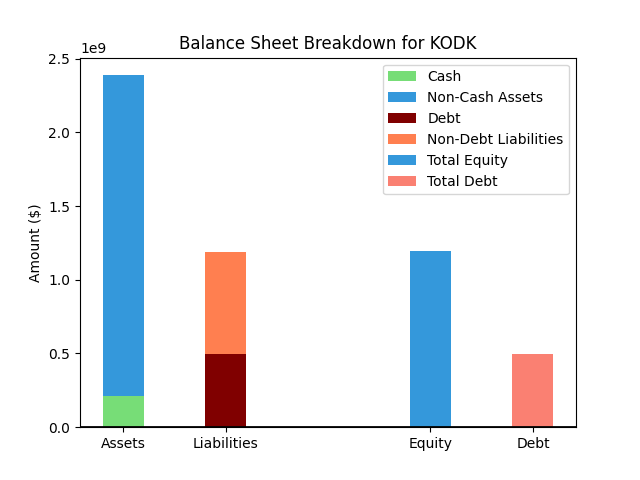 Balance Sheet Breakdown for KODK
1e9
2.5
2.0
1.5
1.0
0.5
0.0
Amount ($)
Cash
Non-Cash Assets
Debt
Non-Debt Liabilities
Total Equity
Total Debt
Assets
Liabilities
Equity
Debt